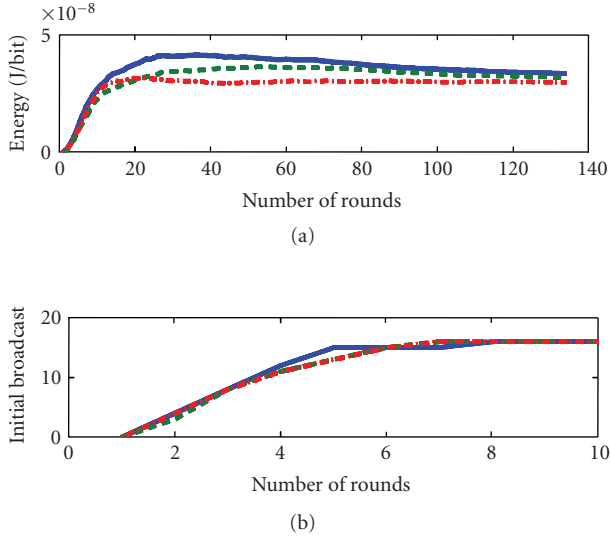 ×10−8
5
Energy (J/bit)
0
0 20 40 60 80 100 120 140
Number of rounds
(a)
20
Initial broadcast
10
0
0 2 4 6 8 10
Number of rounds
(b)